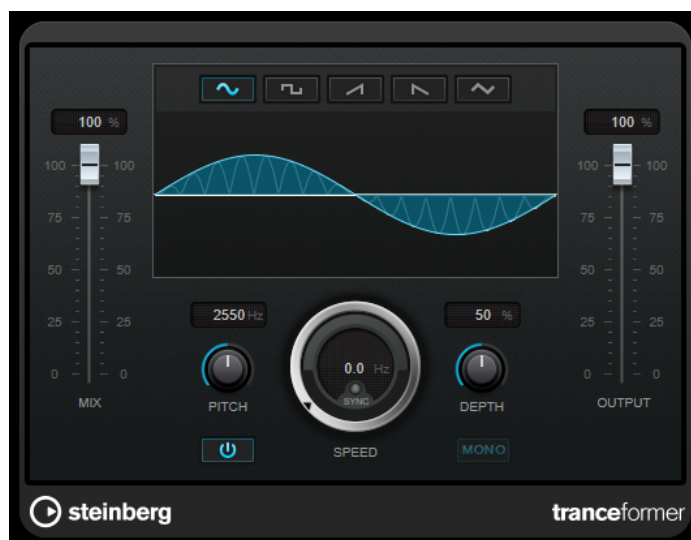 100 %
100 %
100 100
100 100
75 75
75 75
50 50
50 50
2550 Hz
50 %
25 25
25 25
0.0 Hz
0 0
0 0
SYNC
MIX
PITCH
DEPTH
OUTPUT
SPEED
MONO
steinberg
tranceformer